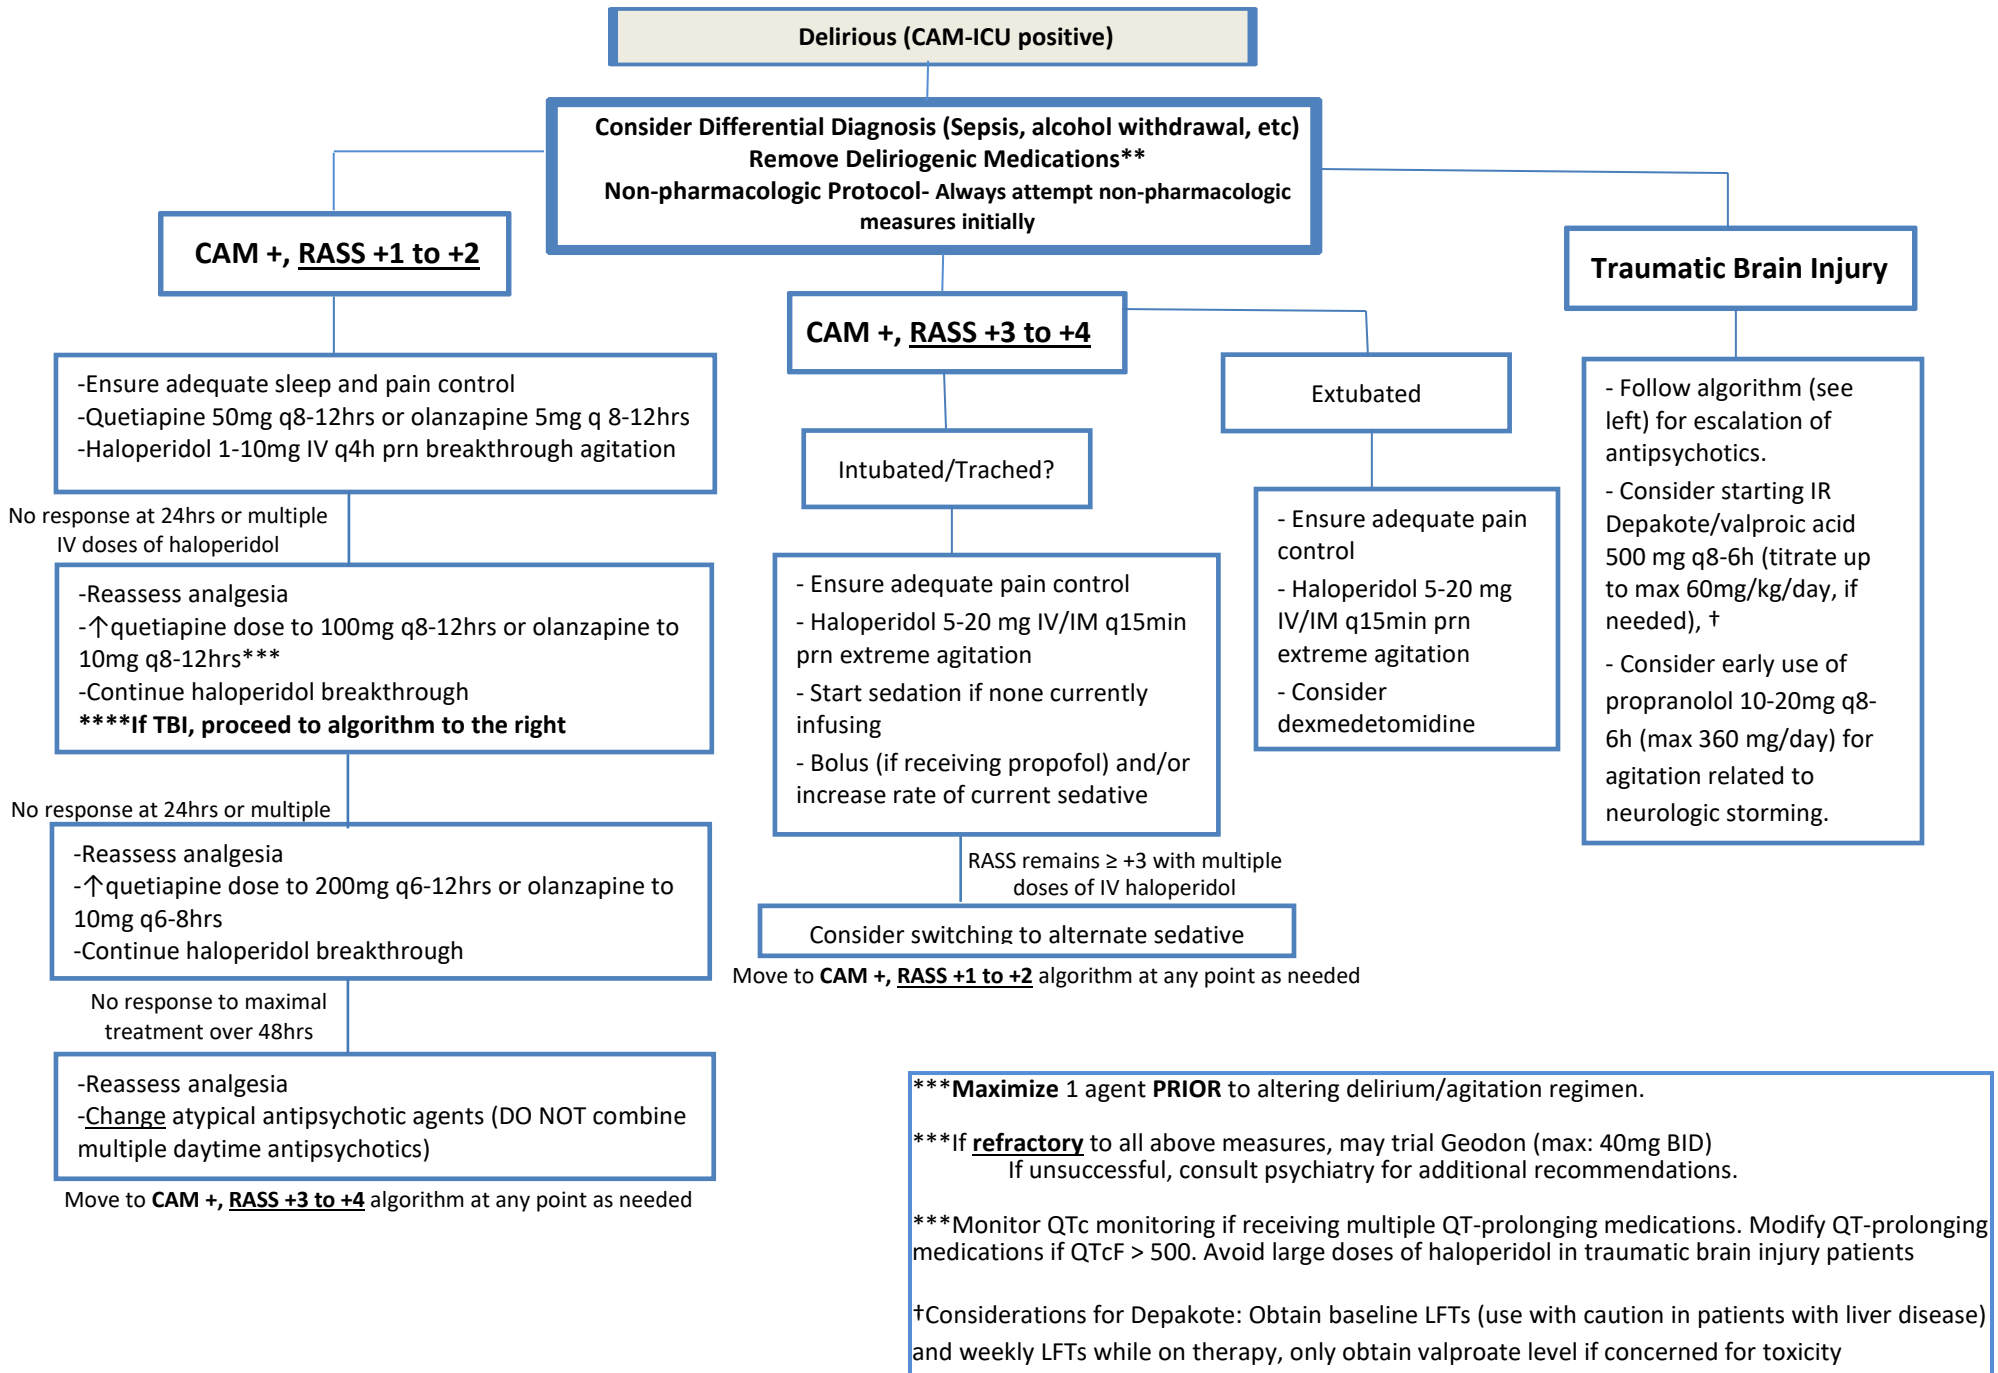 Delirious (CAM-ICU positive)
Consider Differential Diagnosis (Sepsis, alcohol withdrawal, etc)
Remove Deliriogenic Medications**
Non-pharmacologic Protocol- Always attempt non-pharmacologic
measures initially
CAM +, RASS +1 to +2
-Ensure adequate sleep and pain control
-Quetiapine 50mg q8-12hrs or olanzapine 5mg q 8-12hrs
-Haloperidol 1-10mg IV q4h prn breakthrough agitation
No response at 24hrs or multiple
IV doses of haloperidol
-Reassess analgesia
-↑quetiapine dose to 100mg q8-12hrs or olanzapine to
10mg q8-12hrs***
-Continue haloperidol breakthrough
****If TBI, proceed to algorithm to the right
No response at 24hrs or multiple
-Reassess analgesia
-↑quetiapine dose to 200mg q6-12hrs or olanzapine to
10mg q6-8hrs
-Continue haloperidol breakthrough
No response to maximal
treatment over 48hrs
-Reassess analgesia
-Change atypical antipsychotic agents (DO NOT combine
multiple daytime antipsychotics)
Move to CAM +, RASS +3 to +4 algorithm at any point as needed
CAM +, RASS +3 to +4
Intubated/Trached?
- Ensure adequate pain control
- Haloperidol 5-20 mg IV/IM q15min
prn extreme agitation
- Start sedation if none currently
infusing
- Bolus (if receiving propofol) and/or
increase rate of current sedative
RASS remains ≥ +3 with multiple
doses of IV haloperidol
Consider switching to alternate sedative
Move to CAM +, RASS +1 to +2 algorithm at any point as needed
Extubated
- Ensure adequate pain
control
- Haloperidol 5-20 mg
IV/IM q15min prn
extreme agitation
- Consider
dexmedetomidine
Traumatic Brain Injury
- Follow algorithm (see
left) for escalation of
antipsychotics.
- Consider starting IR
Depakote/valproic acid
500 mg q8-6h (titrate up
to max 60mg/kg/day, if
needed), †
- Consider early use of
propranolol 10-20mg q8-
6h (max 360 mg/day) for
agitation related to
neurologic storming.
***Maximize 1 agent PRIOR to altering delirium/agitation regimen.
***If refractory to all above measures, may trial Geodon (max: 40mg BID)
If unsuccessful, consult psychiatry for additional recommendations.
***Monitor QTc monitoring if receiving multiple QT-prolonging medications. Modify QT-prolonging
medications if QTcF > 500. Avoid large doses of haloperidol in traumatic brain injury patients
†Considerations for Depakote: Obtain baseline LFTs (use with caution in patients with liver disease)
and weekly LFTs while on therapy, only obtain valproate level if concerned for toxicity